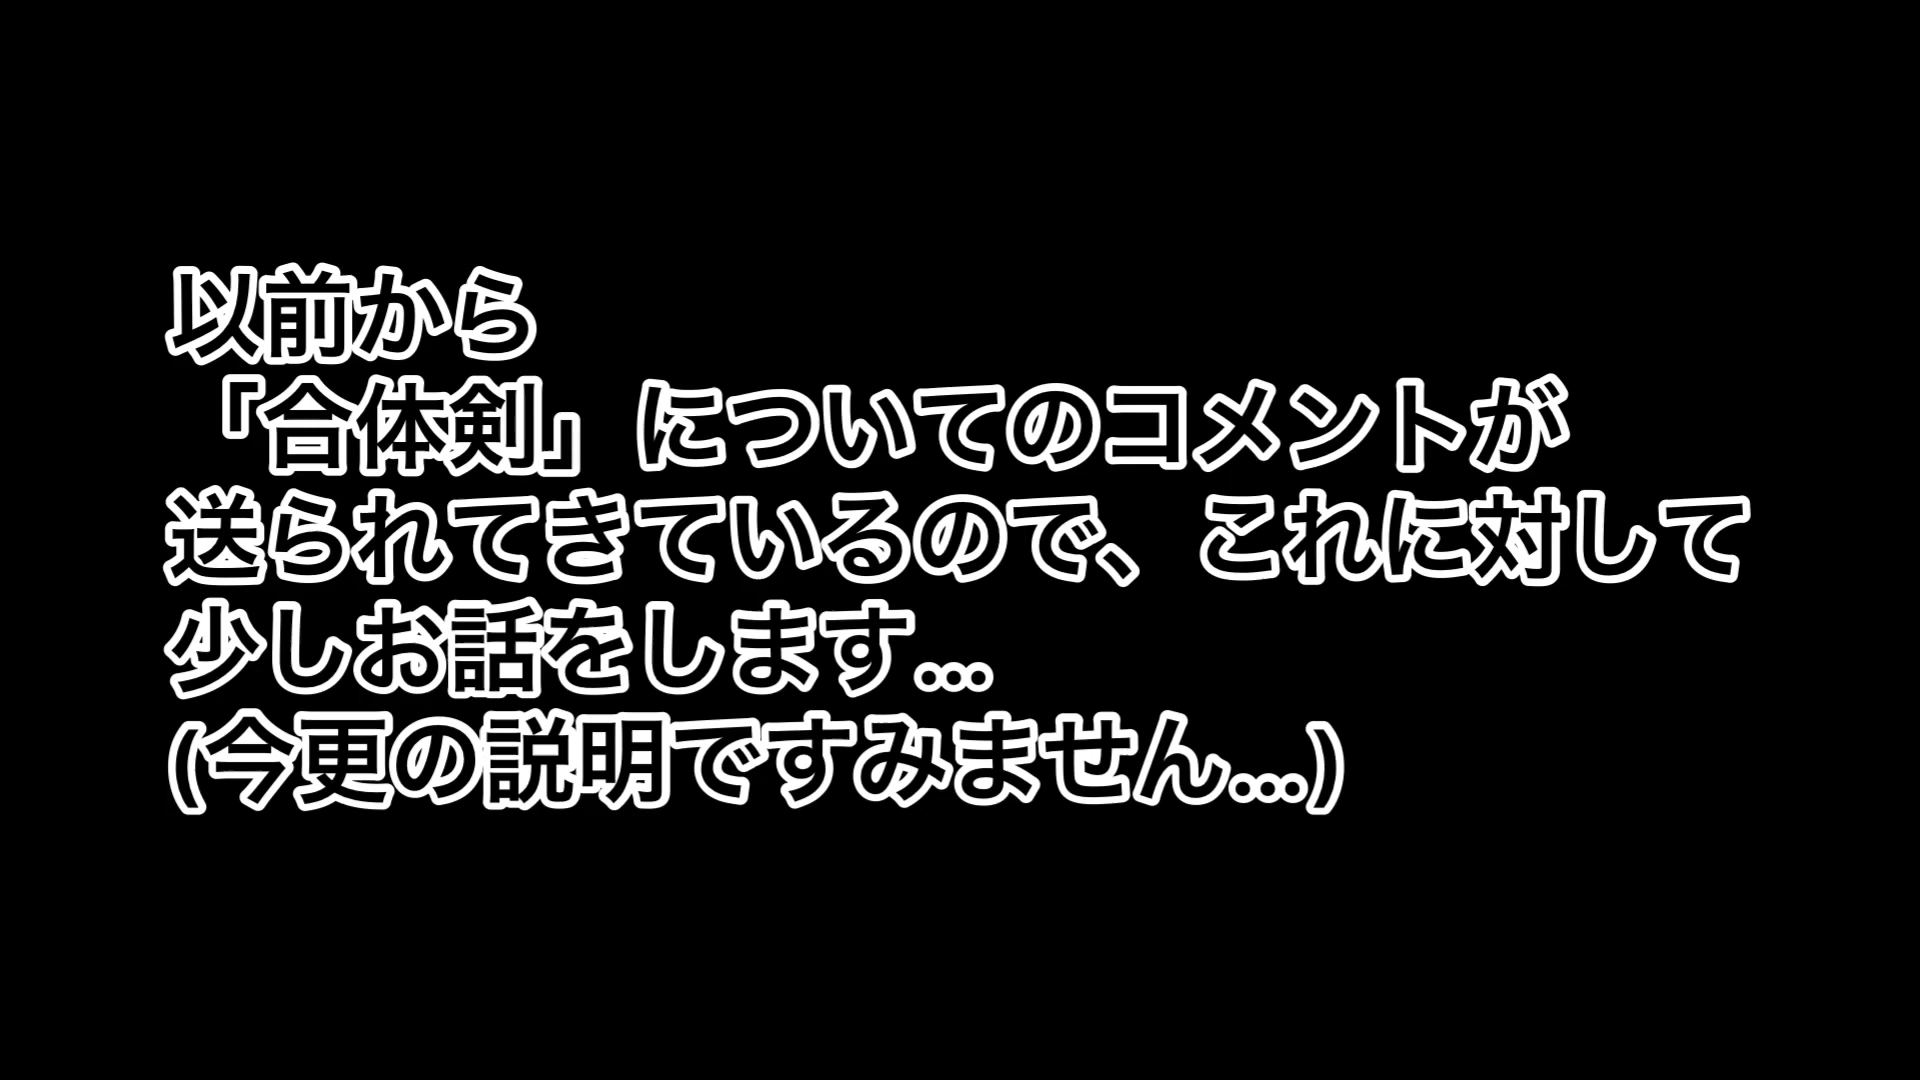 以前から
「合体剣」についてのコメントが
送られてきているので、これに対して
少しお話をします...
(今更の説明ですみません...)